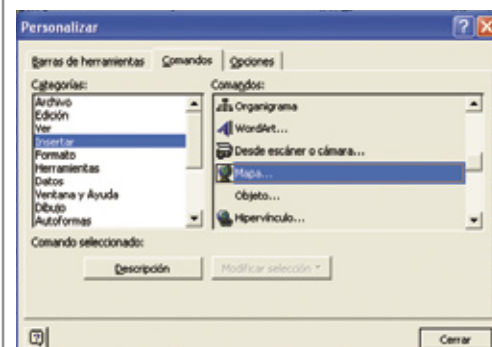 Personalizar
Barras de herramientas Comandos Opciones
Categorías: Comandos:
Archivo
Edición
Ver
Insertar
Formato
Herramientas
Datos
Ventana y Ayuda
Dibujo
Autoformas
Organigrama
WordArt...
Desde escáner o cámara...
Mapa...
Objeto...
Hipervínculo...
Comando seleccionado:
Descripción Modificar selección
Cerrar